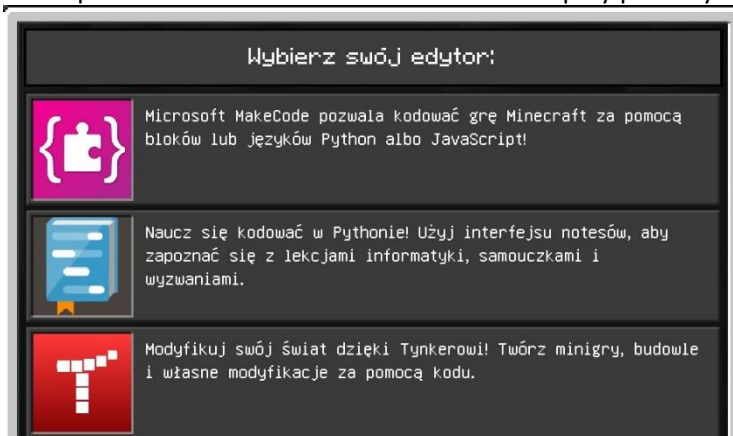 Wybierz swój edytor:
Microsoft MakeCode pozwala kodować grę Minecraft za pomocą
bloków lub języków Python albo JavaScript!
Naucz się kodować w Pythonie! Użyj interfejsu notesów, aby
zapoznać się z lekcjami informatyki, samouczkami i
wyzwaniami.
Modyfikuj swój świat dzięki Tynkerowi! Twórz minigry, budowle
i własne modyfikacje za pomocą kodu.